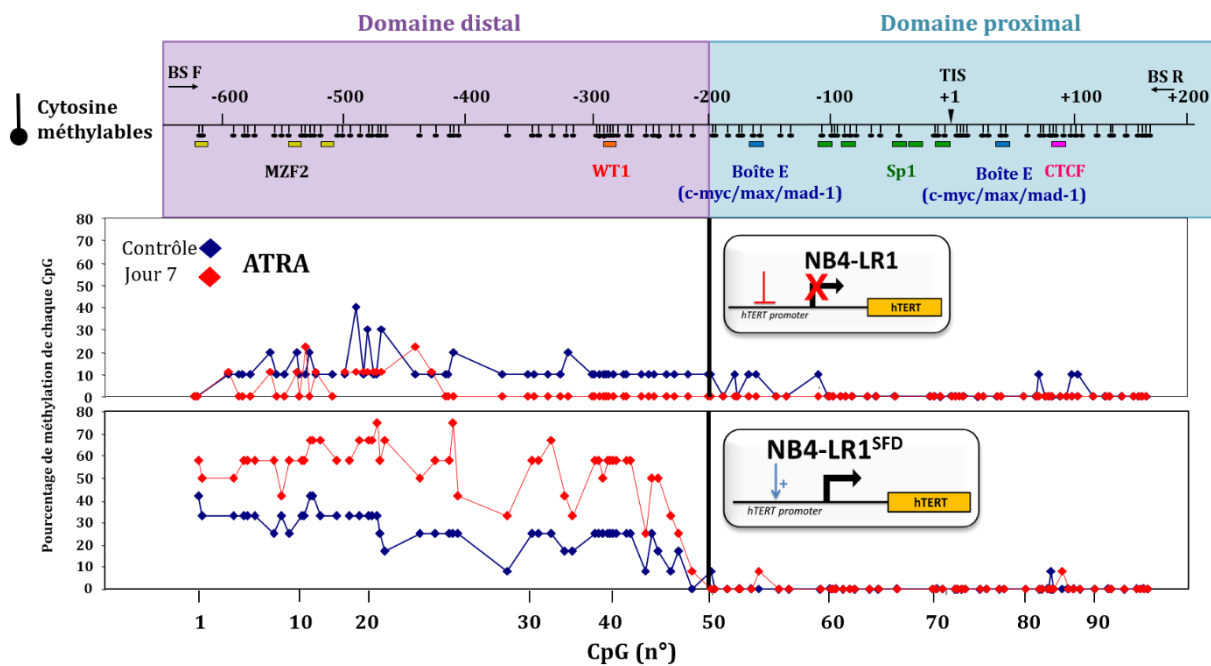 Domaine distal
Domaine proximal
BS F
TIS
BS R
-600
-500
-400
-300
-200
-100
+1
+100
+200
Cytosine
méthylables
MZF2
WT1
Boîte E
(c-myc/max/mad-1)
Sp1
Boîte E
(c-myc/max/mad-1)
CTCF
Pourcentage de méthylation de chaque CpG
80
70
60
50
40
30
20
10
0
Contrôle
Jour 7
ATRA
NB4-LR1
X
hTERT promoter
hTERT
80
70
60
50
40
30
20
10
0
NB4-LR1SFD
+
hTERT promoter
hTERT
1
10
20
30
40
50
60
70
80
90
CpG (n°)